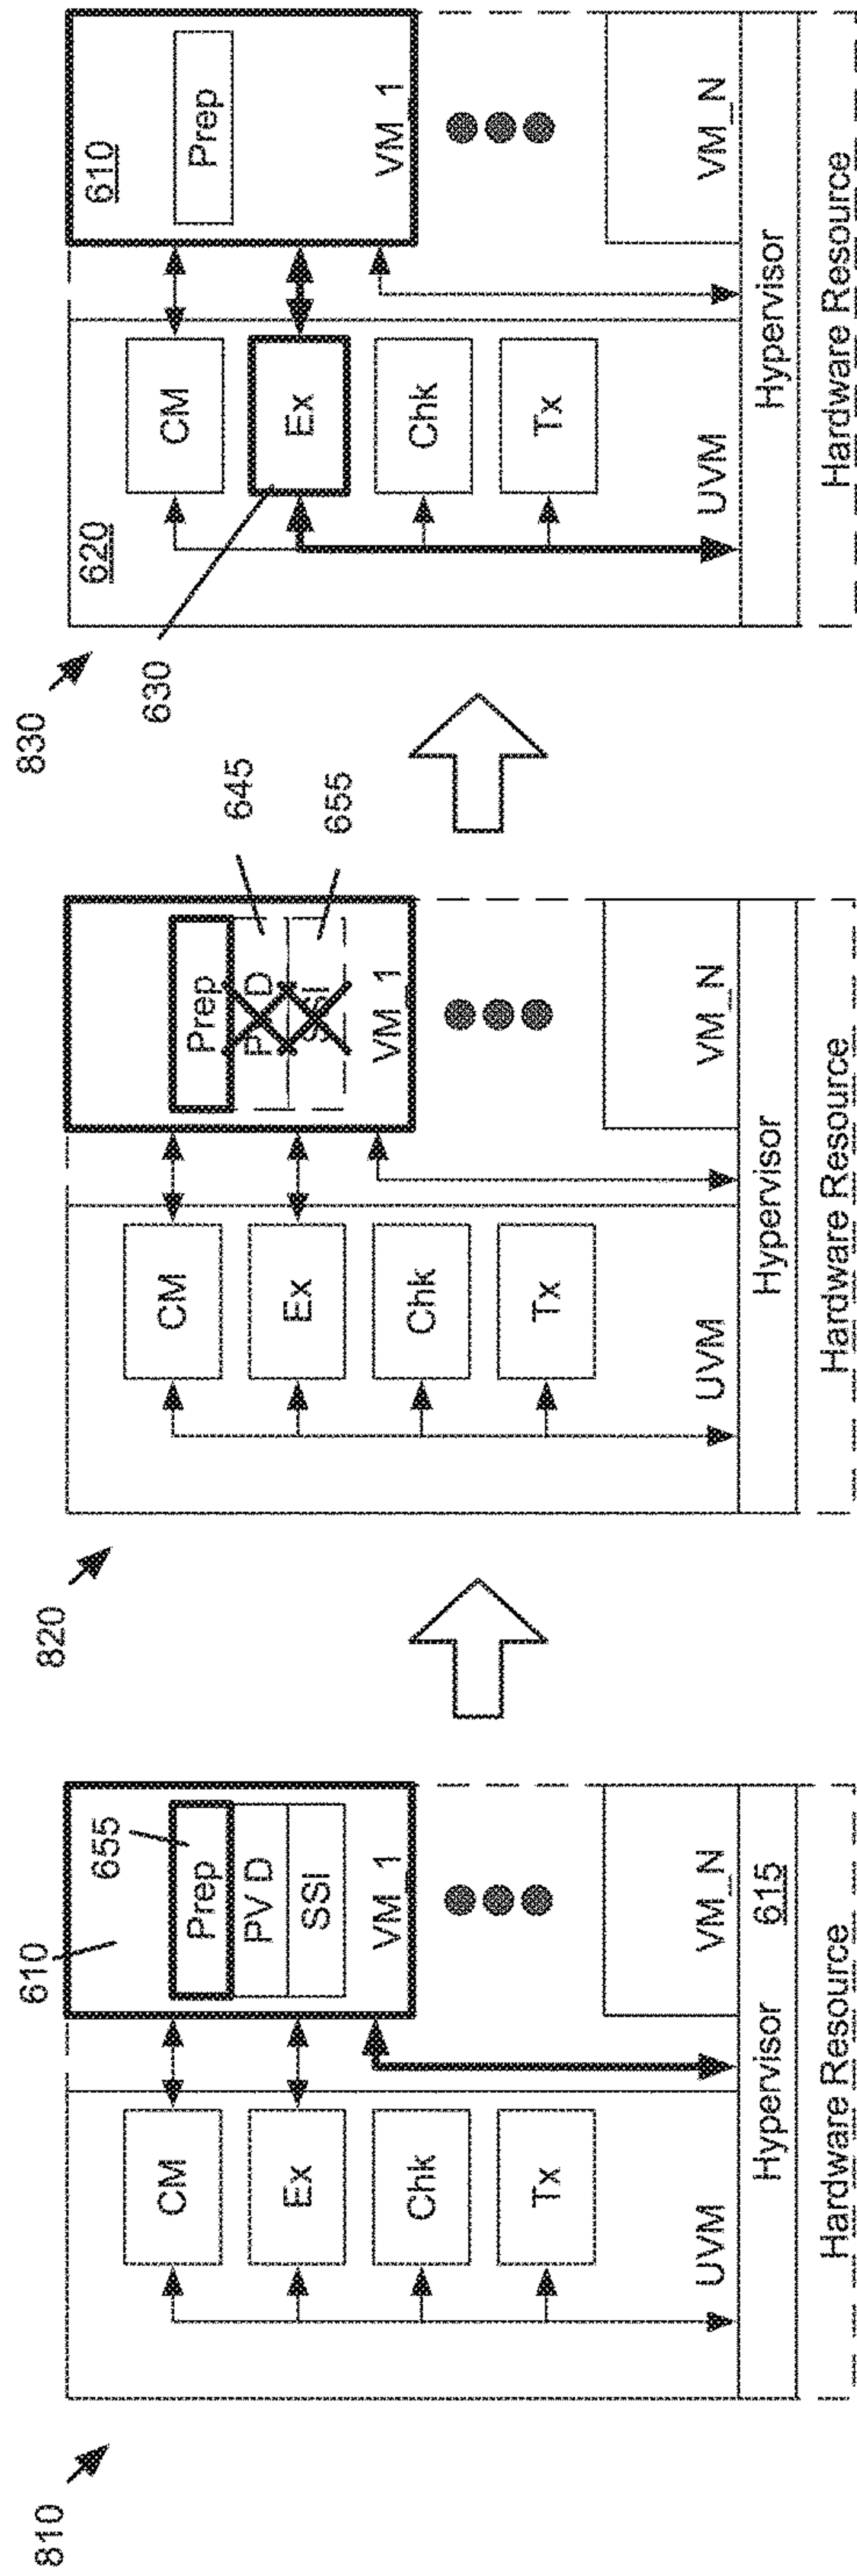 810
610
655
Prep
PV D
SSI
VM_1
CM
Ex
Chk
Tx
UVM
VM_N
Hypervisor 615
Hardware Resource
820
Prep
PV D
SSI
645
655
VM_1
CM
Ex
Chk
Tx
UVM
VM_N
Hypervisor
Hardware Resource
830
620
610
Prep
VM_1
CM
Ex
Chk
Tx
630
UVM
VM_N
Hypervisor
Hardware Resource